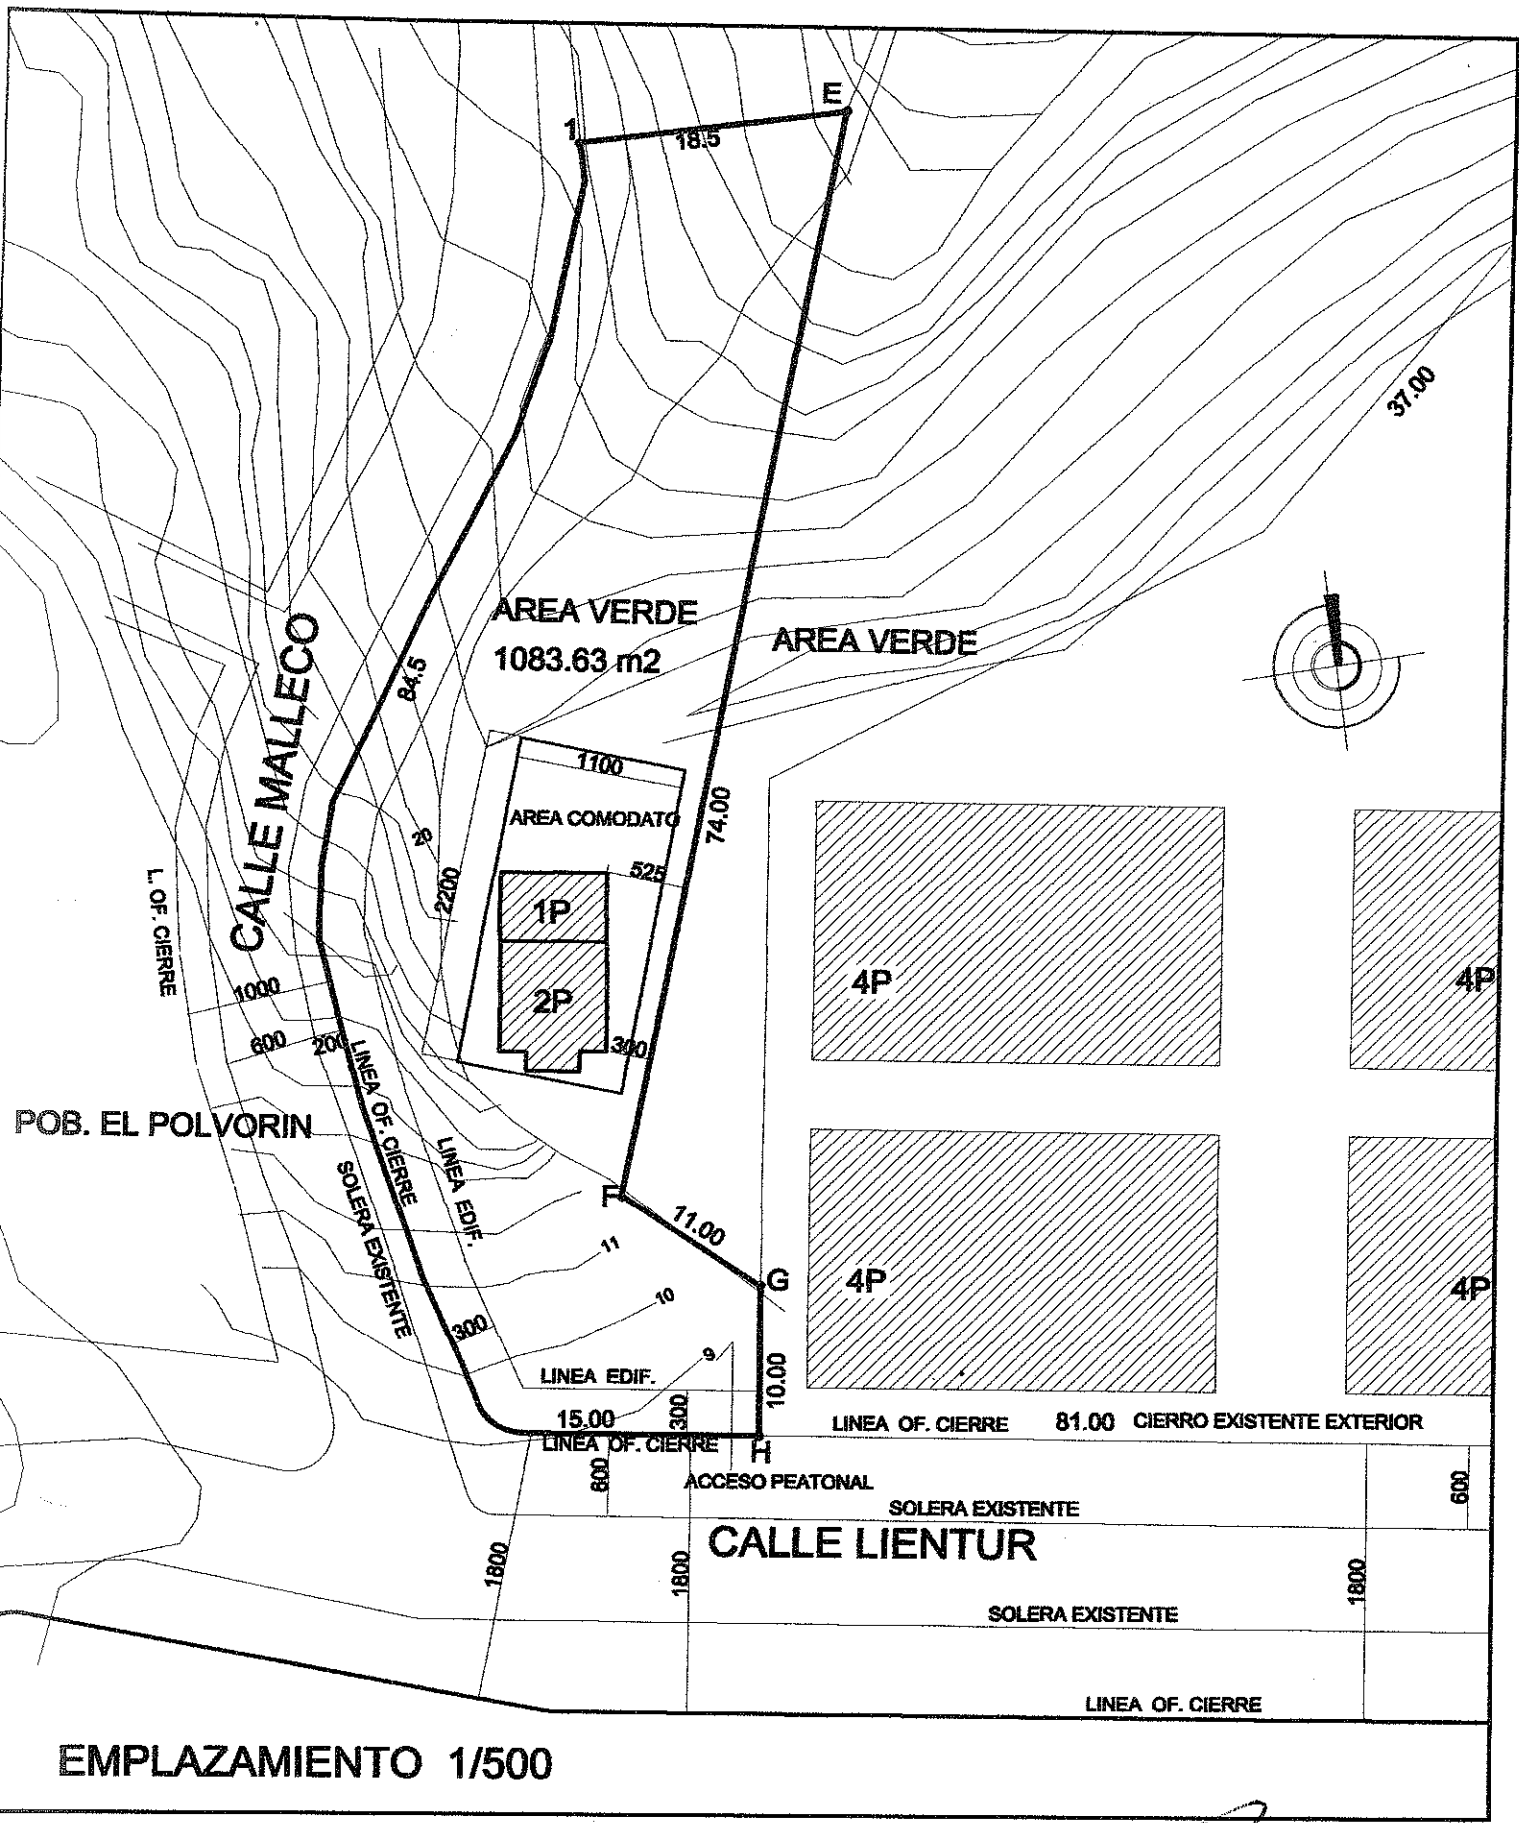 E
1
18.5
37.00
AREA VERDE
1083.63 m2
AREA VERDE
84.5
CALLE MALLECO
1100
AREA COMODATO
74.00
20
525
2200
L. OF. CIERRE
1P
4P
4P
2P
1000
600
200
300
LINEA OF. CIERRE
POB. EL POLVORIN
LINEA EDIF.
SOLERA EXISTENTE
F
11.00
11
G
4P
4P
10
300
9
LINEA EDIF.
10.00
300
15.00
LINEA OF. CIERRE 81.00 CIERRO EXISTENTE EXTERIOR
LINEA OF. CIERRE
H
ACCESO PEATONAL
800
600
SOLERA EXISTENTE
CALLE LIENTUR
1800
1800
1800
SOLERA EXISTENTE
LINEA OF. CIERRE
EMPLAZAMIENTO 1/500